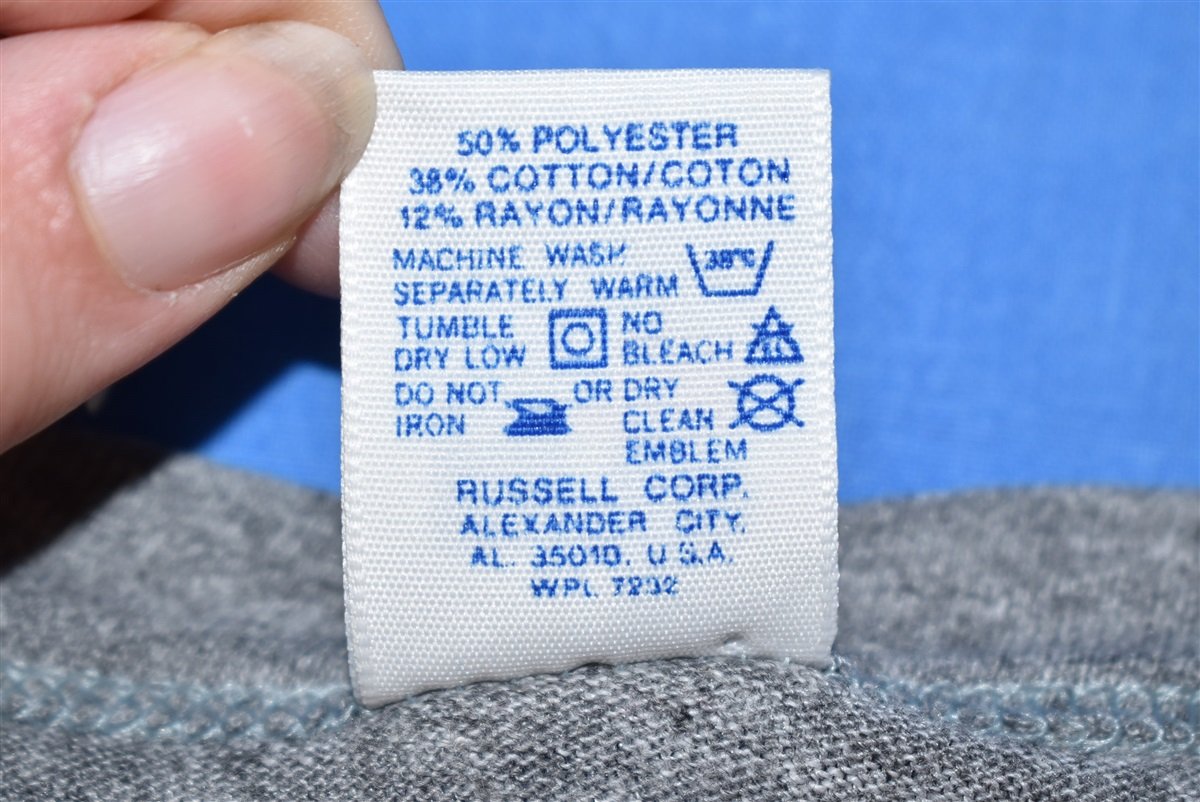 50% POLYESTER
38% COTTON/COTON
12% RAYON/RAYONNE
MACHINE WASH
SEPARATELY WARM
38°C
TUMBLE
DRY LOW
NO
BLEACH
DO NOT
IRON
OR DRY
CLEAN
EMBLEM
RUSSELL CORP.
ALEXANDER CITY,
AL. 35010, U.S.A.
WPL 7232